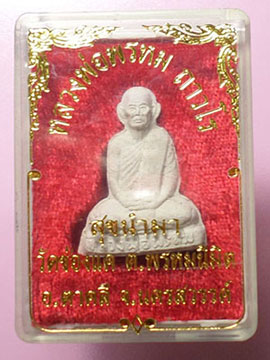 หลวงพ่อพรหม ถาวโร
สุขนำมา
วัดช่องแค ต.พรหมนิมิต
อ.ตาคลี จ.นครสวรรค์